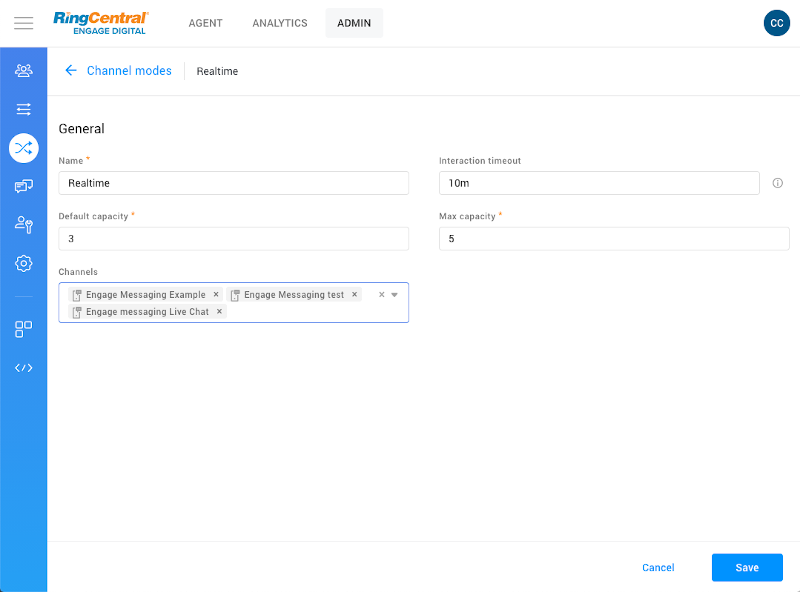 RingCentral®
ENGAGE DIGITAL
AGENT
ANALYTICS
ADMIN
CC
Channel modes
Realtime
General
Name *
Interaction timeout
Realtime
10m
Default capacity *
Max capacity *
3
5
Channels
Engage Messaging Example × Engage Messaging test ×
Engage messaging Live Chat ×
Cancel
Save